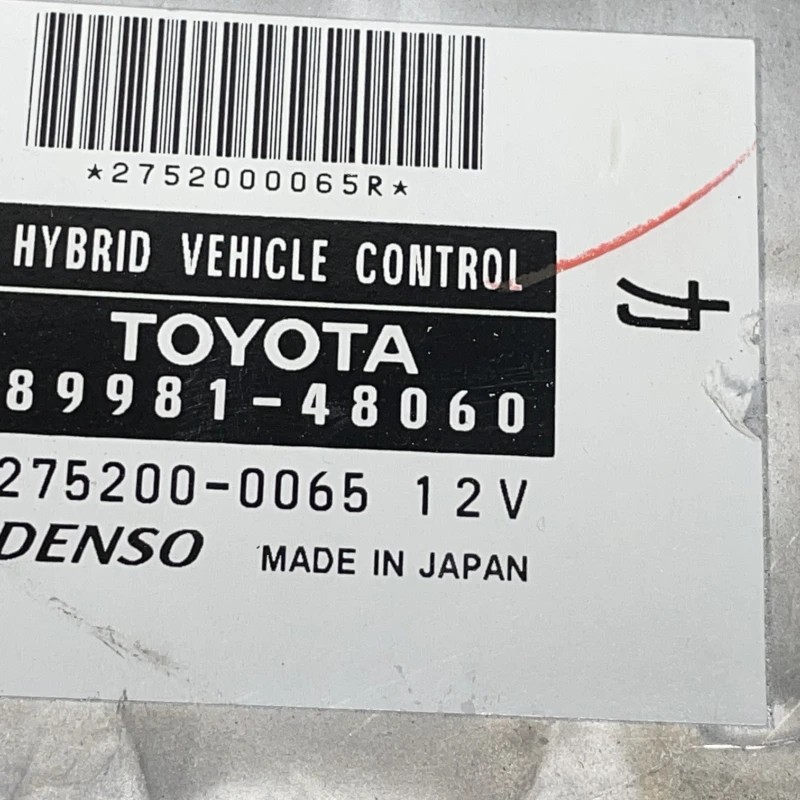 *2752000065R*
HYBRID VEHICLE CONTROL
TOYOTA
89981-48060
275200-0065 12V
DENSO MADE IN JAPAN
カ